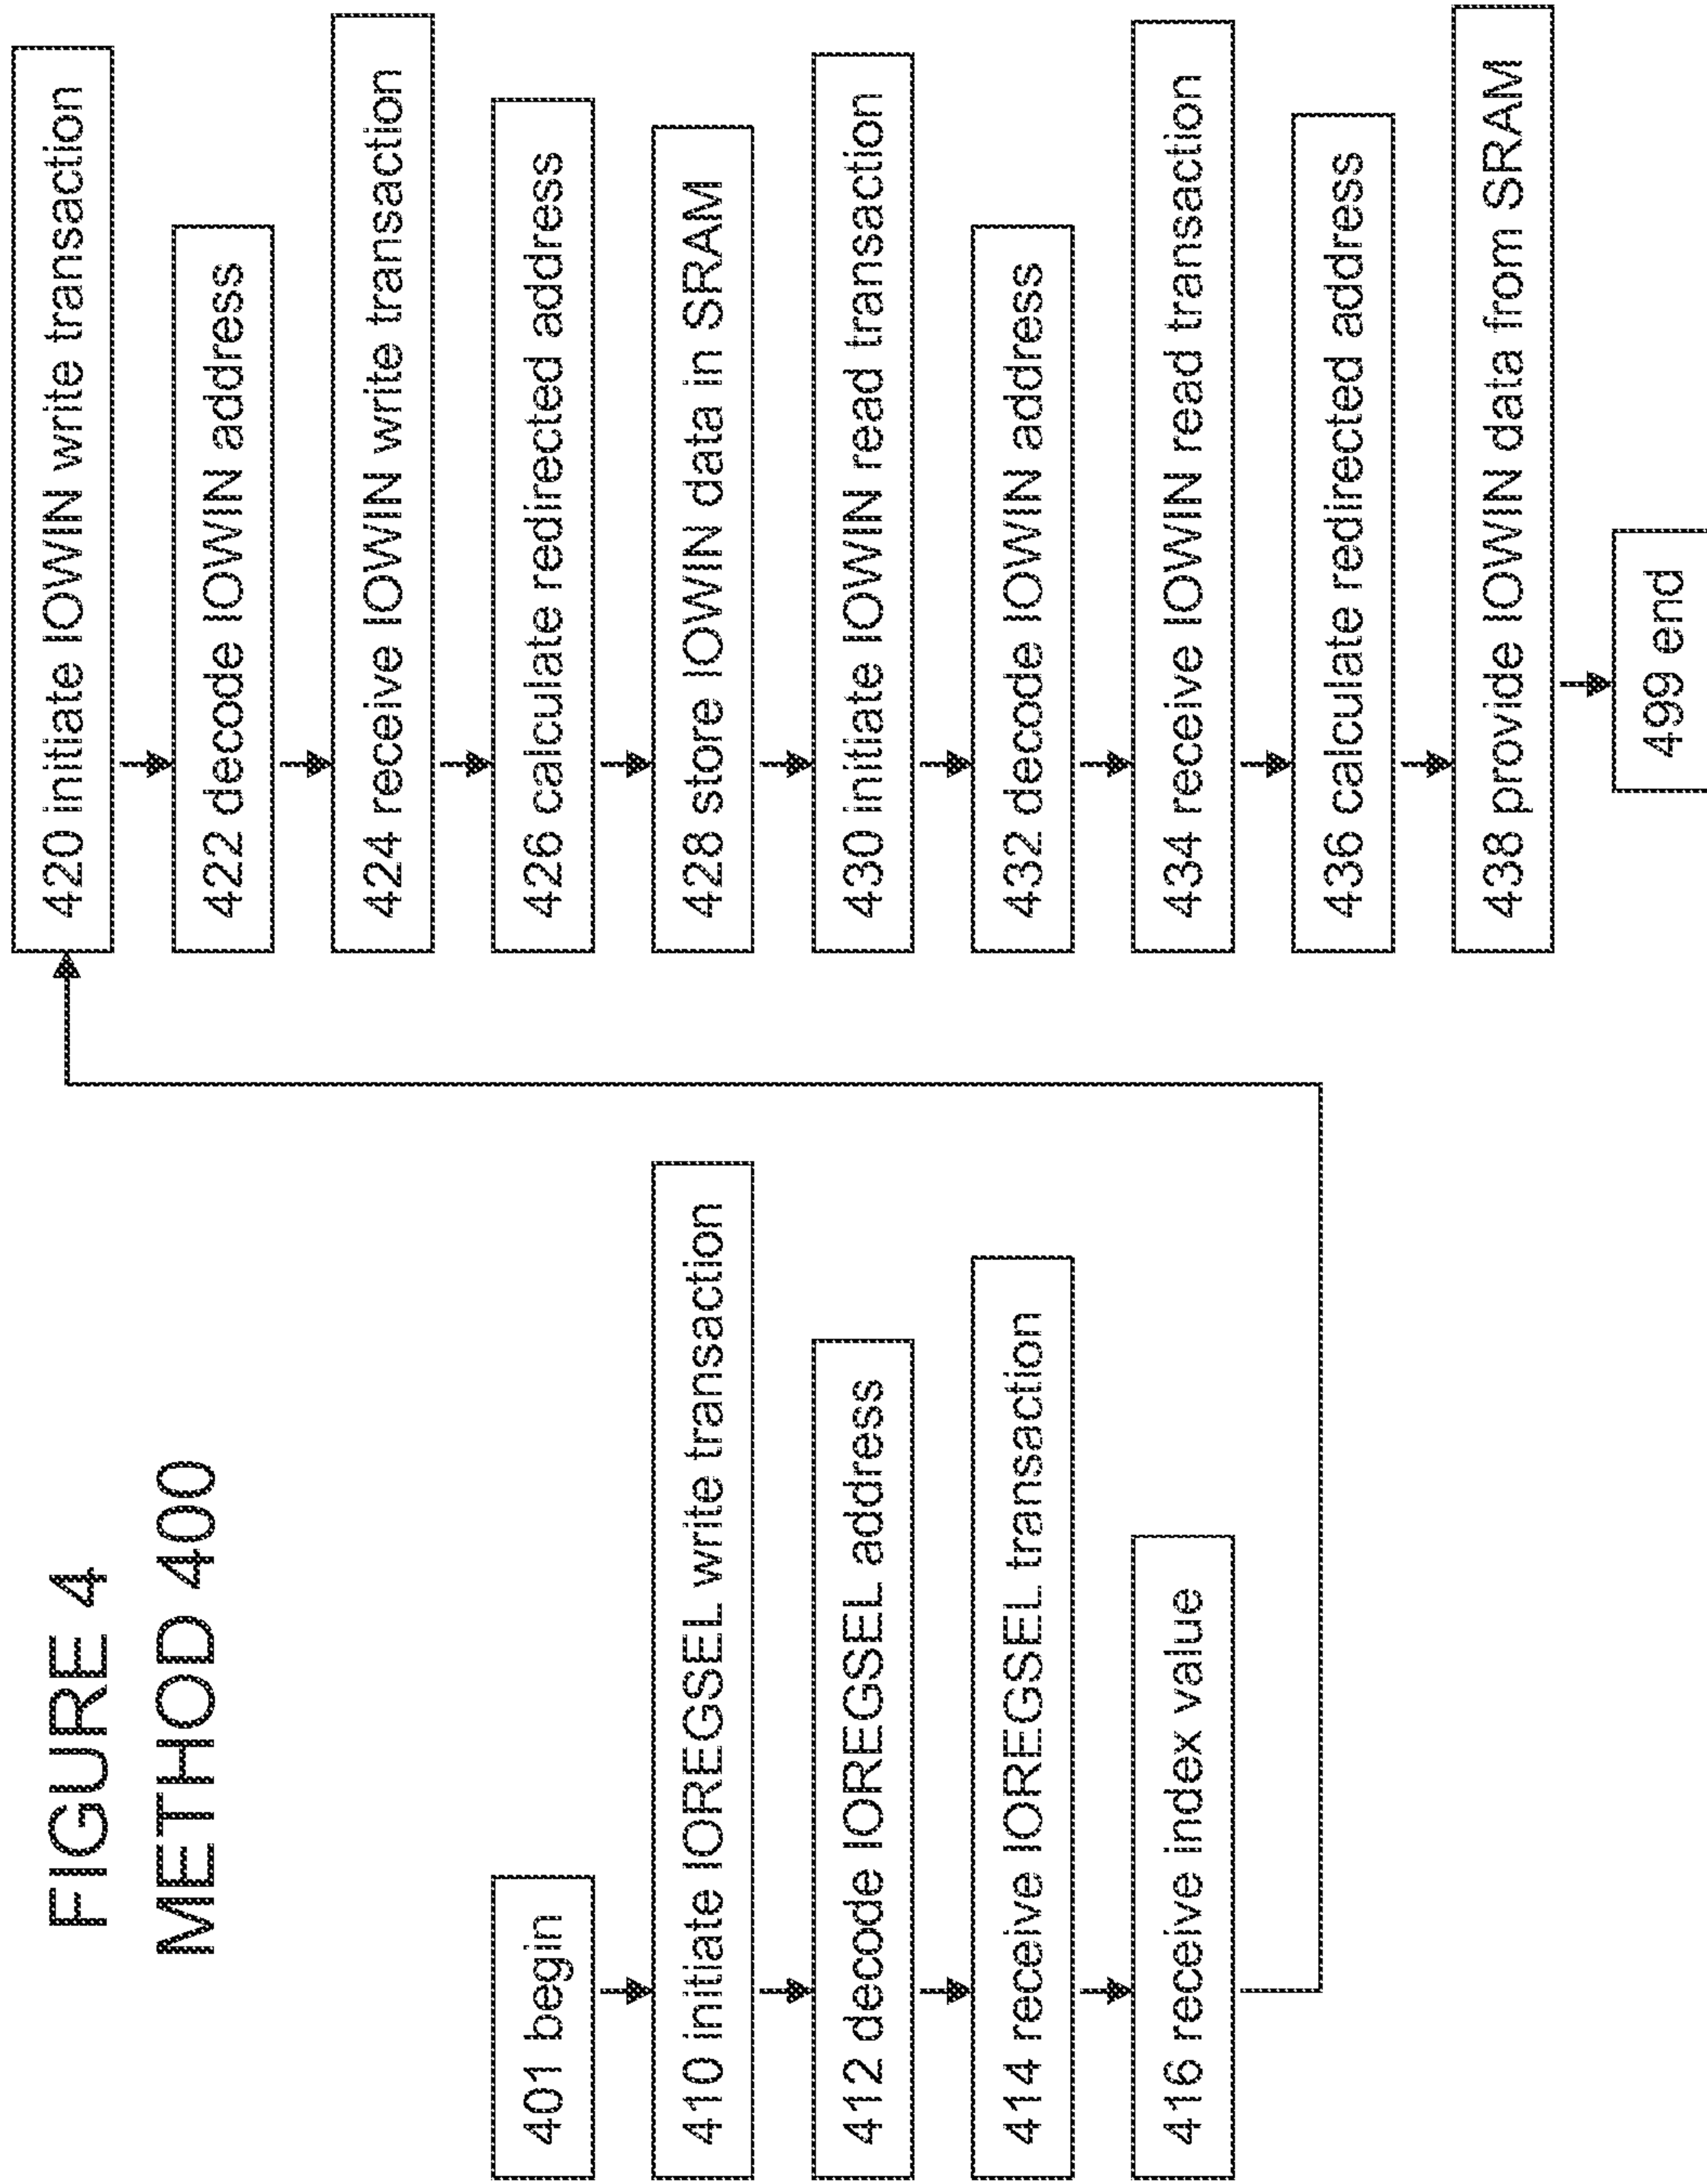 FIGURE 4
METHOD 400
401 begin
410 initiate IOREGSEL write transaction
412 decode IOREGSEL address
414 receive IOREGSEL transaction
416 receive index value
420 initiate IOWIN write transaction
422 decode IOWIN address
424 receive IOWIN write transaction
426 calculate redirected address
428 store IOWIN data in SRAM
430 initiate IOWIN read transaction
432 decode IOWIN address
434 receive IOWIN read transaction
436 calculate redirected address
438 provide IOWIN data from SRAM
499 end